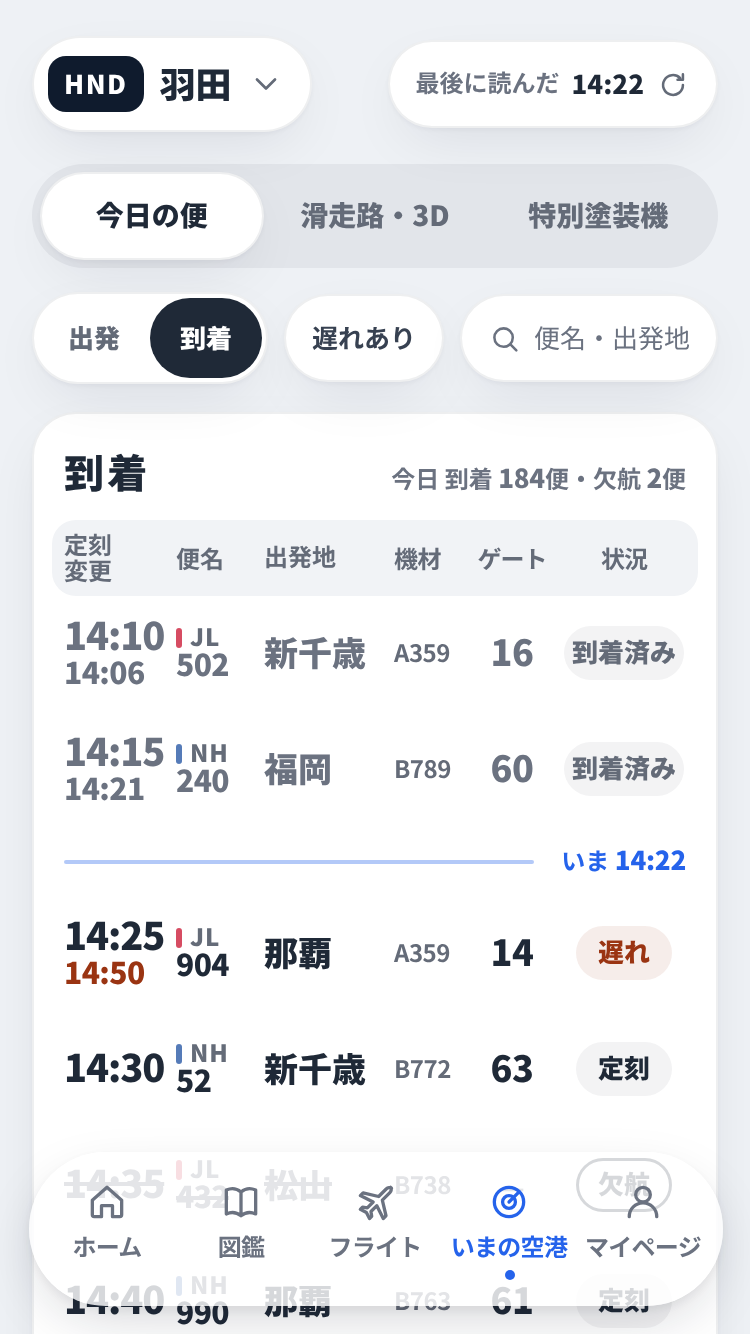 HND 羽田
最後に読んだ 14:22
今日の便 滑走路・3D 特別塗装機
出発 到着 遅れあり 便名・出発地
到着
今日 到着 184便・欠航 2便
定刻 変更 便名 出発地 機材 ゲート 状況
14:10 JL 新千歳 A359 16 到着済み
14:06 502
14:15 NH 福岡 B789 60 到着済み
14:21 240
いま 14:22
14:25 JL 那覇 A359 14 遅れ
14:50 904
14:30 NH 新千歳 B772 63 定刻
52
14:35 JL 松山 B738 欠航
432
ホーム 図鑑 フライト いまの空港 マイページ
14:40 NH 那覇 B763 61 定刻
990